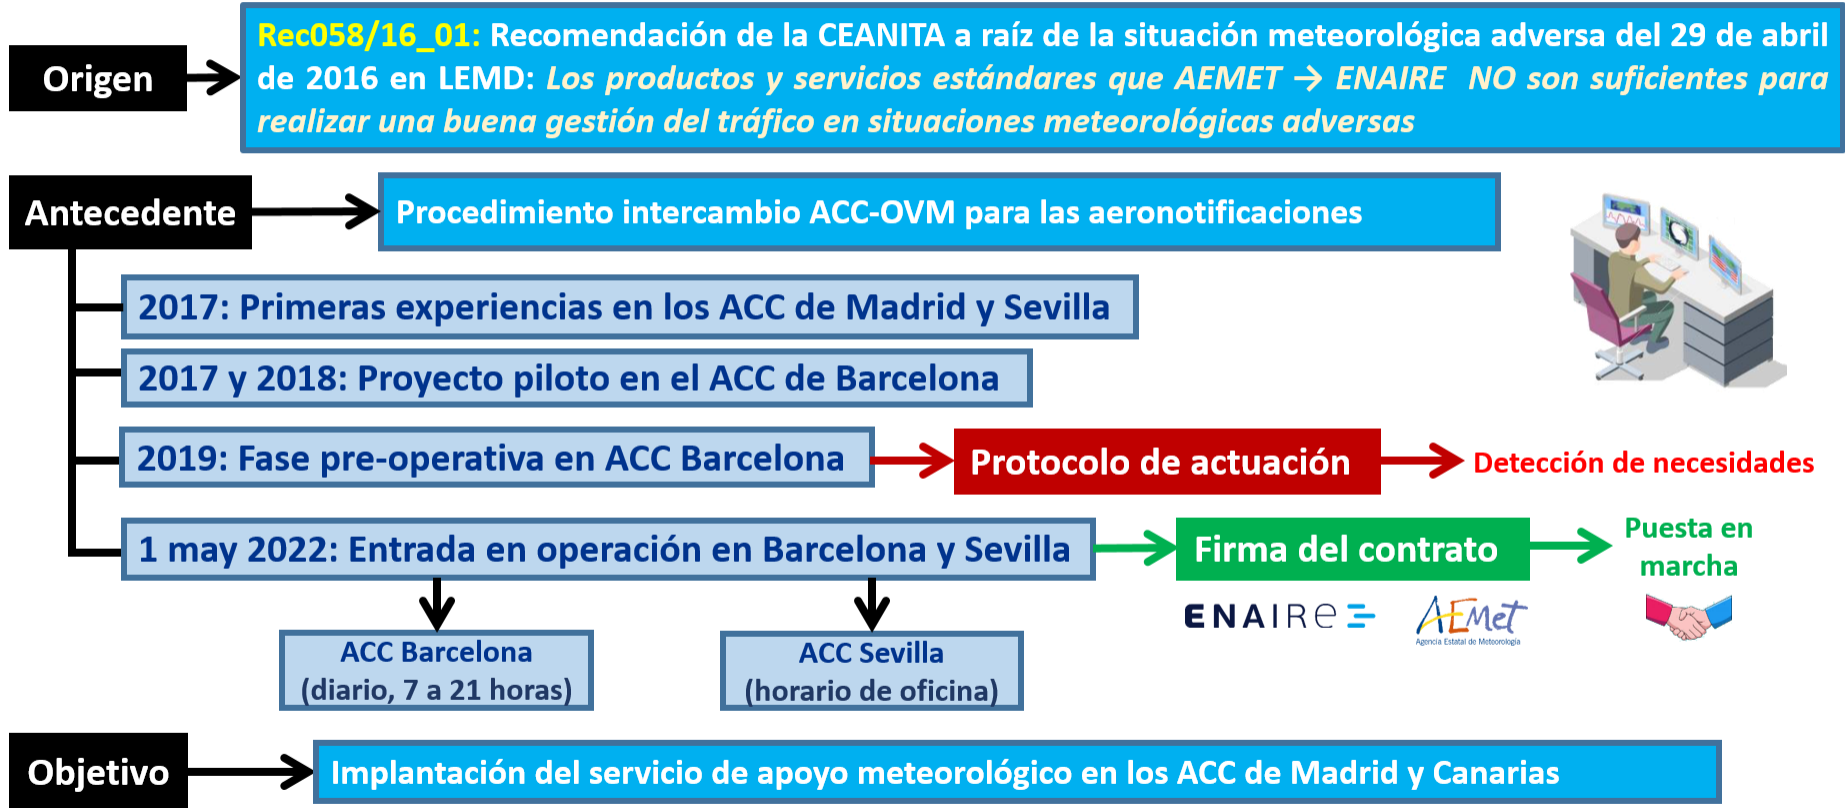 Origen
Rec058/16_01: Recomendación de la CEANITA a raíz de la situación meteorológica adversa del 29 de abril
de 2016 en LEMD: Los productos y servicios estándares que AEMET → ENAIRE NO son suficientes para
realizar una buena gestión del tráfico en situaciones meteorológicas adversas
Antecedente
Procedimiento intercambio ACC-OVM para las aeronotificaciones
2017: Primeras experiencias en los ACC de Madrid y Sevilla
2017 y 2018: Proyecto piloto en el ACC de Barcelona
2019: Fase pre-operativa en ACC Barcelona
Protocolo de actuación
Detección de necesidades
1 may 2022: Entrada en operación en Barcelona y Sevilla
Firma del contrato
Puesta en
marcha
ENAIRe
AEMet
Agencia Estatal de Meteorología
ACC Barcelona
(diario, 7 a 21 horas)
ACC Sevilla
(horario de oficina)
Objetivo
Implantación del servicio de apoyo meteorológico en los ACC de Madrid y Canarias